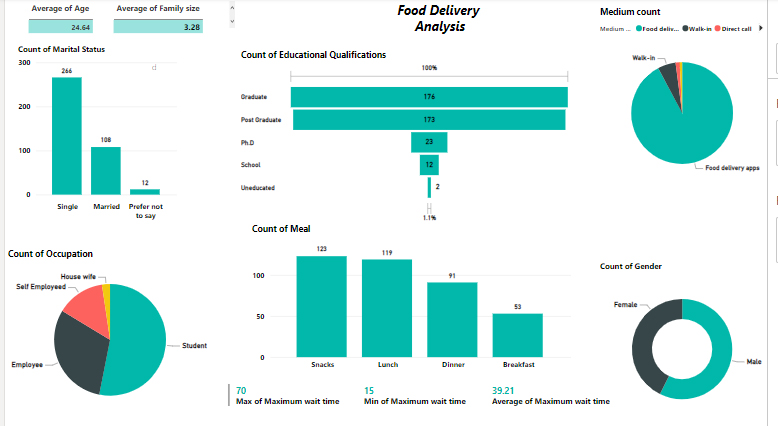 Average of Age
24.64
Average of Family size
3.28
Food Delivery
Analysis
Medium count
Medium ... Food deliv... Walk-in Direct call
Walk-in
Food delivery apps
Count of Marital Status
d
300
200
100
0
266
108
12
Single
Married
Prefer not
to say
Count of Educational Qualifications
100%
Graduate 176
Post Graduate 173
Ph.D 23
School 12
Uneducated 2
1.1%
Count of Occupation
House wife
Self Employeed
Employee
Student
Count of Meal
100
50
0
123
119
91
53
Snacks
Lunch
Dinner
Breakfast
Count of Gender
Female
Male
70
Max of Maximum wait time
15
Min of Maximum wait time
39.21
Average of Maximum wait time